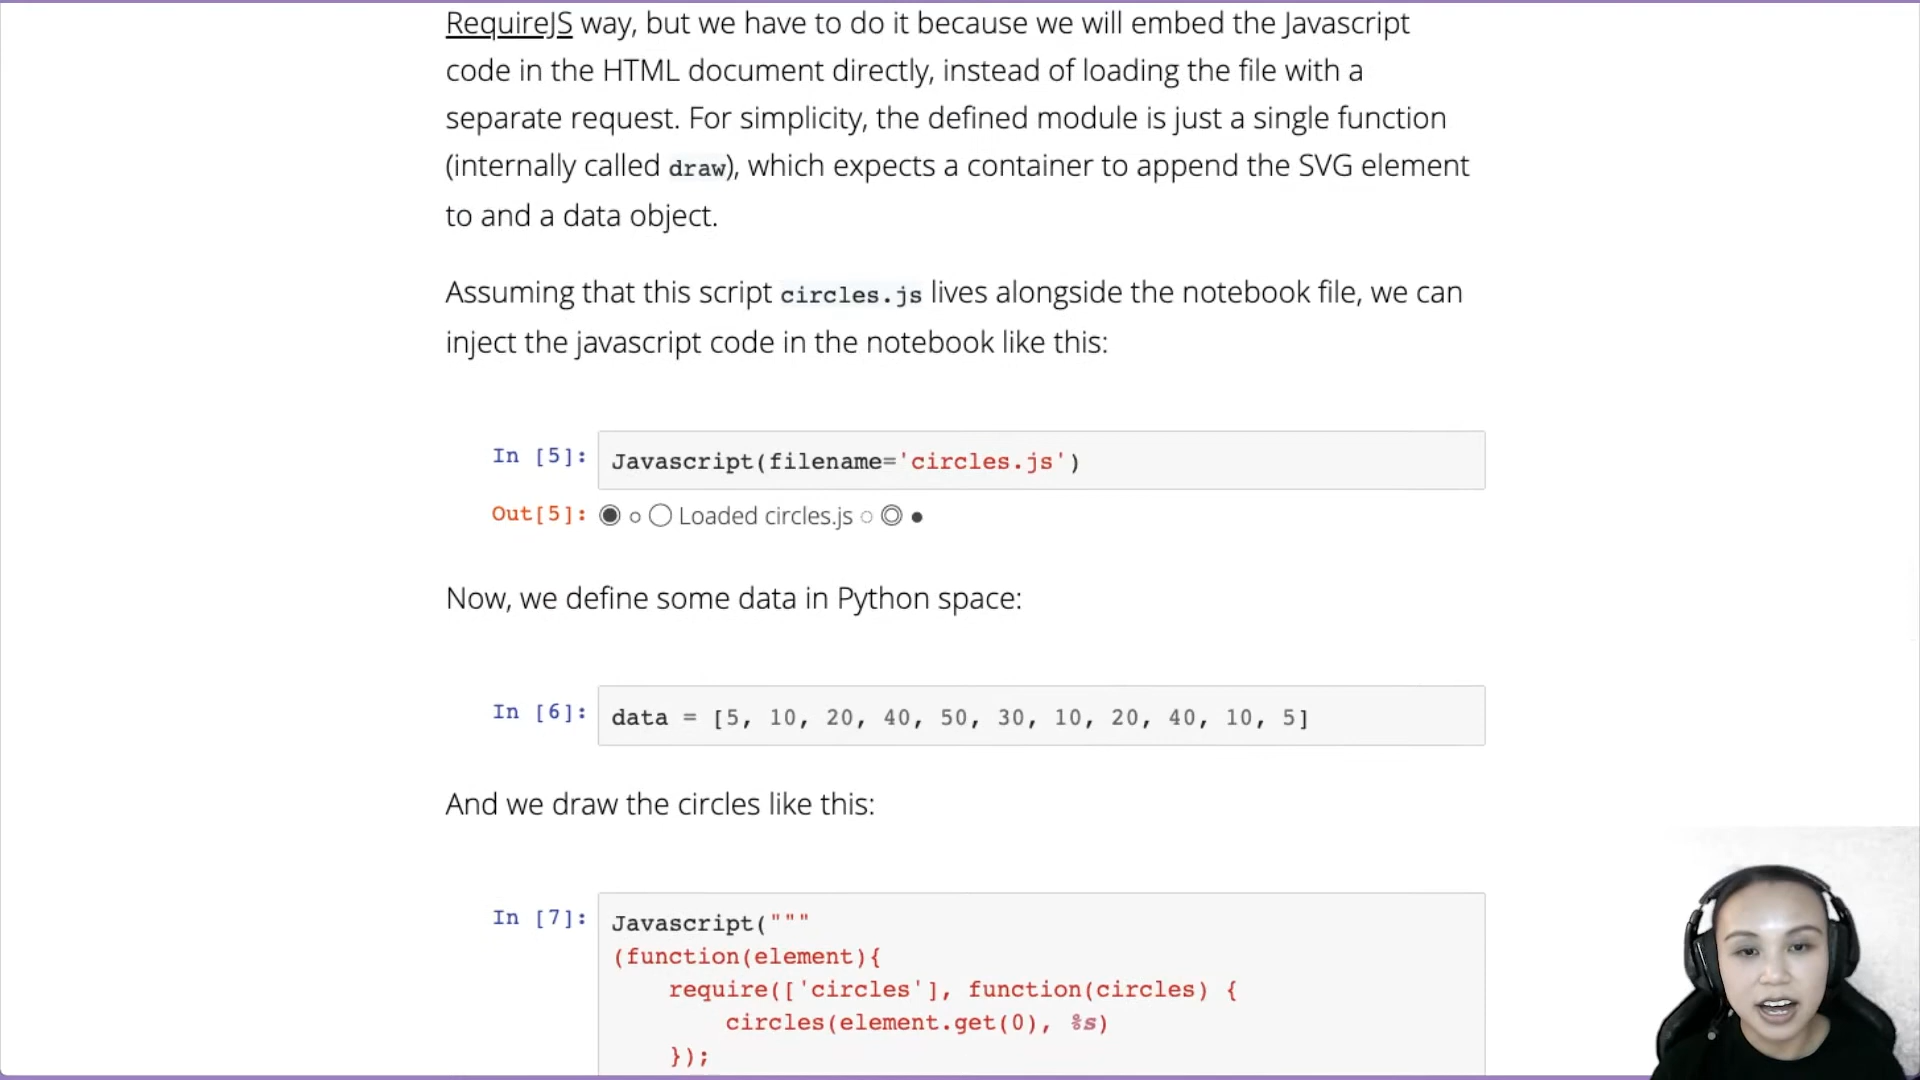 RequireJS way, but we have to do it because we will embed the Javascript
code in the HTML document directly, instead of loading the file with a
separate request. For simplicity, the defined module is just a single function
(internally called draw), which expects a container to append the SVG element
to and a data object.
Assuming that this script circles.js lives alongside the notebook file, we can
inject the javascript code in the notebook like this:
In [5]: Javascript(filename='circles.js')
Out[5]: ◉ ○ ◯ Loaded circles.js ◌ ◎ ●
Now, we define some data in Python space:
In [6]: data = [5, 10, 20, 40, 50, 30, 10, 20, 40, 10, 5]
And we draw the circles like this:
In [7]: Javascript("""
(function(element){
require(['circles'], function(circles) {
circles(element.get(0), %s)
});